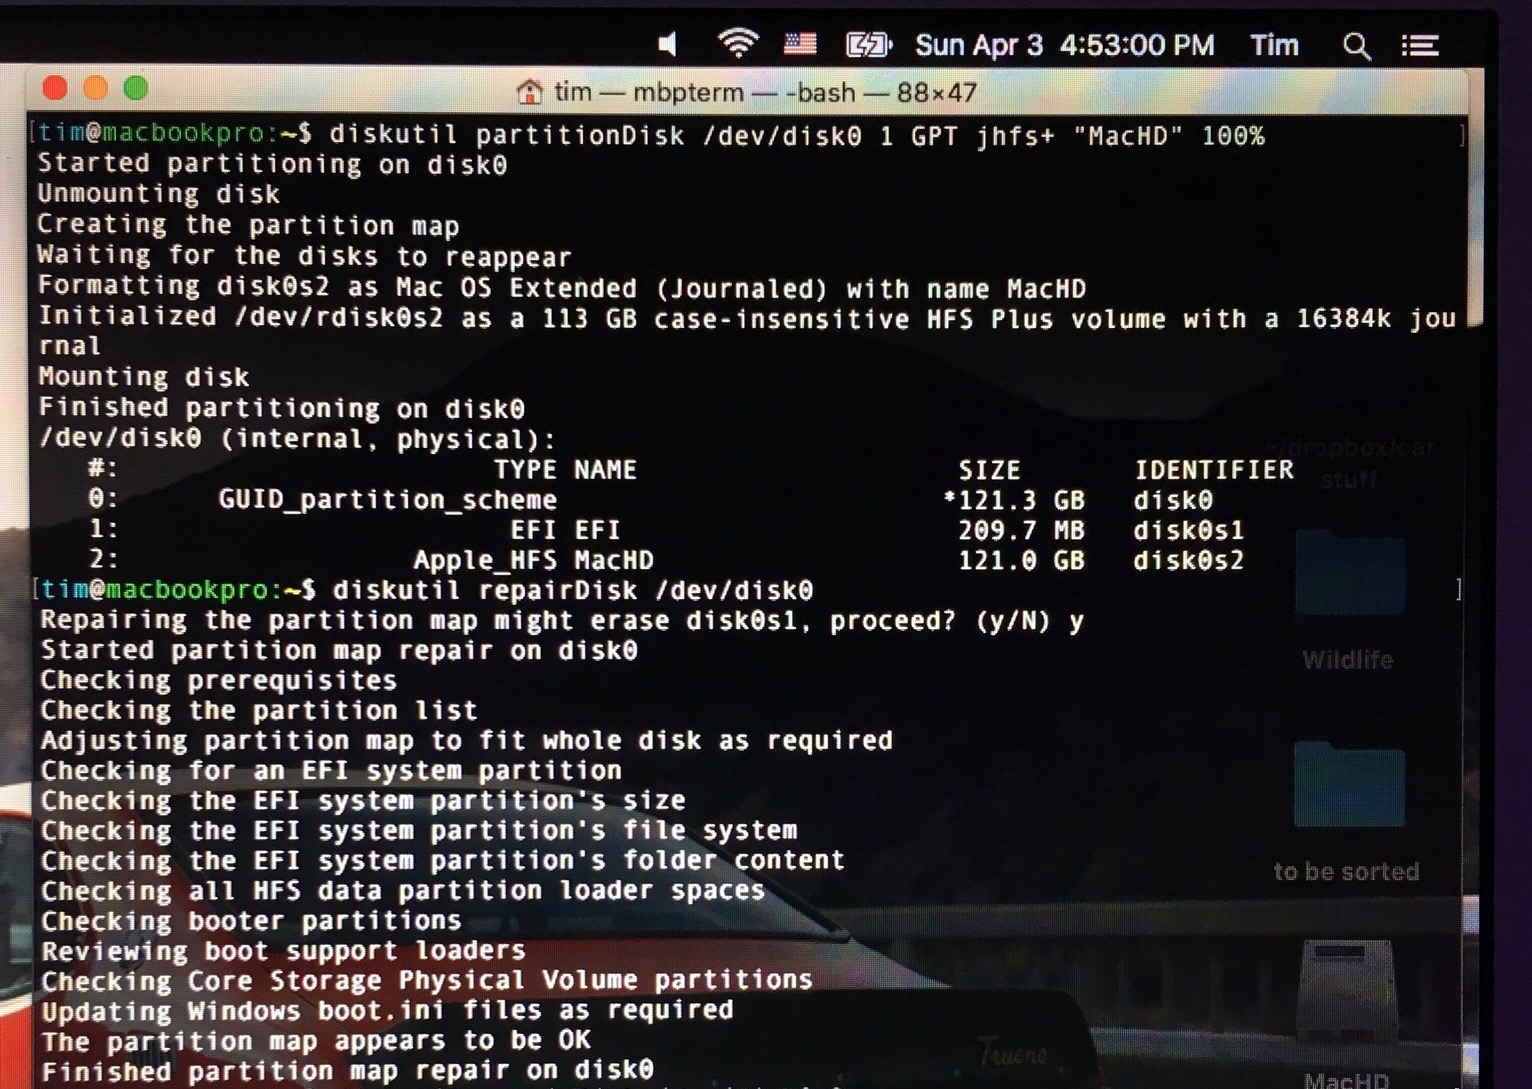 Sun Apr 3 4:53:00 PM Tim
tim — mbpterm — -bash — 88×47
[tim@macbookpro:~$ diskutil partitionDisk /dev/disk0 1 GPT jhfs+ "MacHD" 100% ]
Started partitioning on disk0
Unmounting disk
Creating the partition map
Waiting for the disks to reappear
Formatting disk0s2 as Mac OS Extended (Journaled) with name MacHD
Initialized /dev/rdisk0s2 as a 113 GB case-insensitive HFS Plus volume with a 16384k jou
rnal
Mounting disk
Finished partitioning on disk0
/dev/disk0 (internal, physical):
#: TYPE NAME SIZE IDENTIFIER
0: GUID_partition_scheme *121.3 GB disk0
1: EFI EFI 209.7 MB disk0s1
2: Apple_HFS MacHD 121.0 GB disk0s2
[tim@macbookpro:~$ diskutil repairDisk /dev/disk0 ]
Repairing the partition map might erase disk0s1, proceed? (y/N) y
Started partition map repair on disk0
Checking prerequisites
Checking the partition list
Adjusting partition map to fit whole disk as required
Checking for an EFI system partition
Checking the EFI system partition's size
Checking the EFI system partition's file system
Checking the EFI system partition's folder content
Checking all HFS data partition loader spaces
Checking booter partitions
Reviewing boot support loaders
Checking Core Storage Physical Volume partitions
Updating Windows boot.ini files as required
The partition map appears to be OK
Finished partition map repair on disk0
~/dropbox/car
stuff
Wildlife
to be sorted
Trueno
MacHD